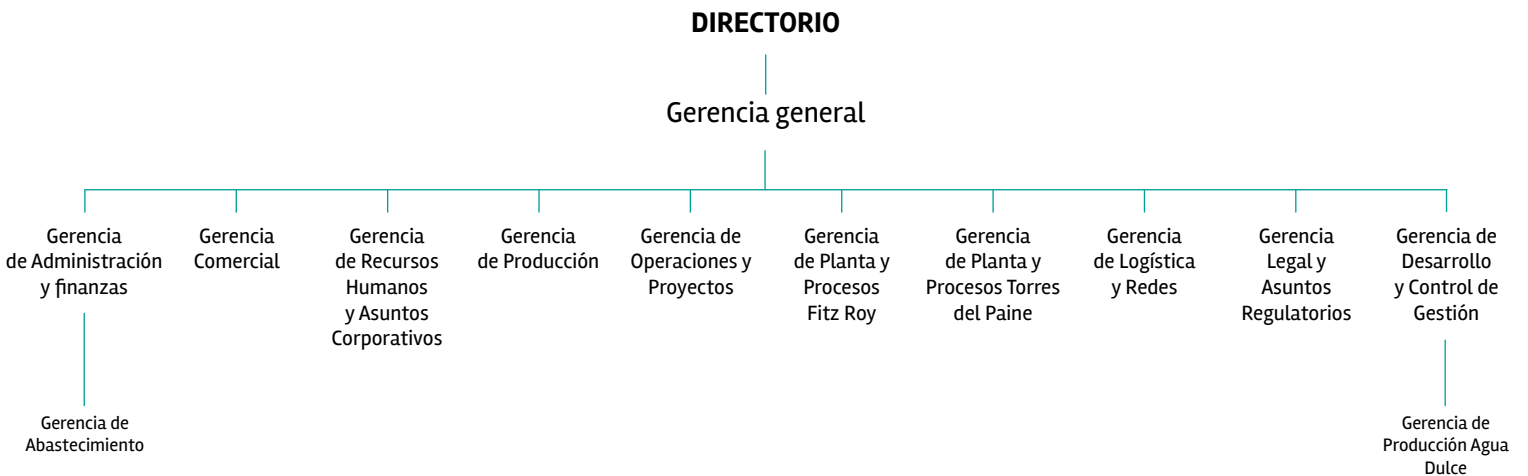 DIRECTORIO
Gerencia general
Gerencia
de Administración
y finanzas
Gerencia
Comercial
Gerencia
de Recursos
Humanos
y Asuntos
Corporativos
Gerencia
de Producción
Gerencia de
Operaciones y
Proyectos
Gerencia
de Planta y
Procesos
Fitz Roy
Gerencia
de Planta y
Procesos Torres
del Paine
Gerencia
de Logística
y Redes
Gerencia
Legal y
Asuntos
Regulatorios
Gerencia de
Desarrollo
y Control de
Gestión
Gerencia de
Abastecimiento
Gerencia de
Producción Agua
Dulce